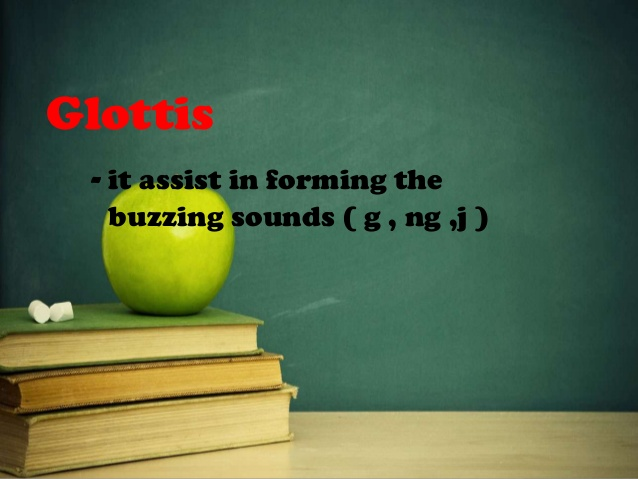 Glottis
- it assist in forming the
buzzing sounds ( g , ng ,j )